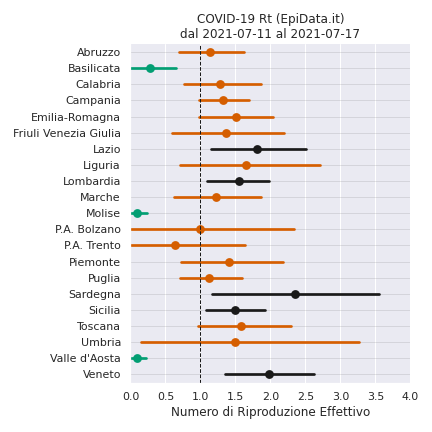 COVID-19 Rt (EpiData.it)
dal 2021-07-11 al 2021-07-17
Abruzzo
Basilicata
Calabria
Campania
Emilia-Romagna
Friuli Venezia Giulia
Lazio
Liguria
Lombardia
Marche
Molise
P.A. Bolzano
P.A. Trento
Piemonte
Puglia
Sardegna
Sicilia
Toscana
Umbria
Valle d'Aosta
Veneto
0.0 0.5 1.0 1.5 2.0 2.5 3.0 3.5 4.0
Numero di Riproduzione Effettivo